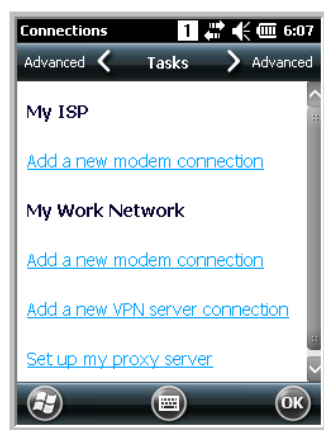 Connections 1 6:07
Advanced Tasks Advanced
My ISP
Add a new modem connection
My Work Network
Add a new modem connection
Add a new VPN server connection
Set up my proxy server
OK